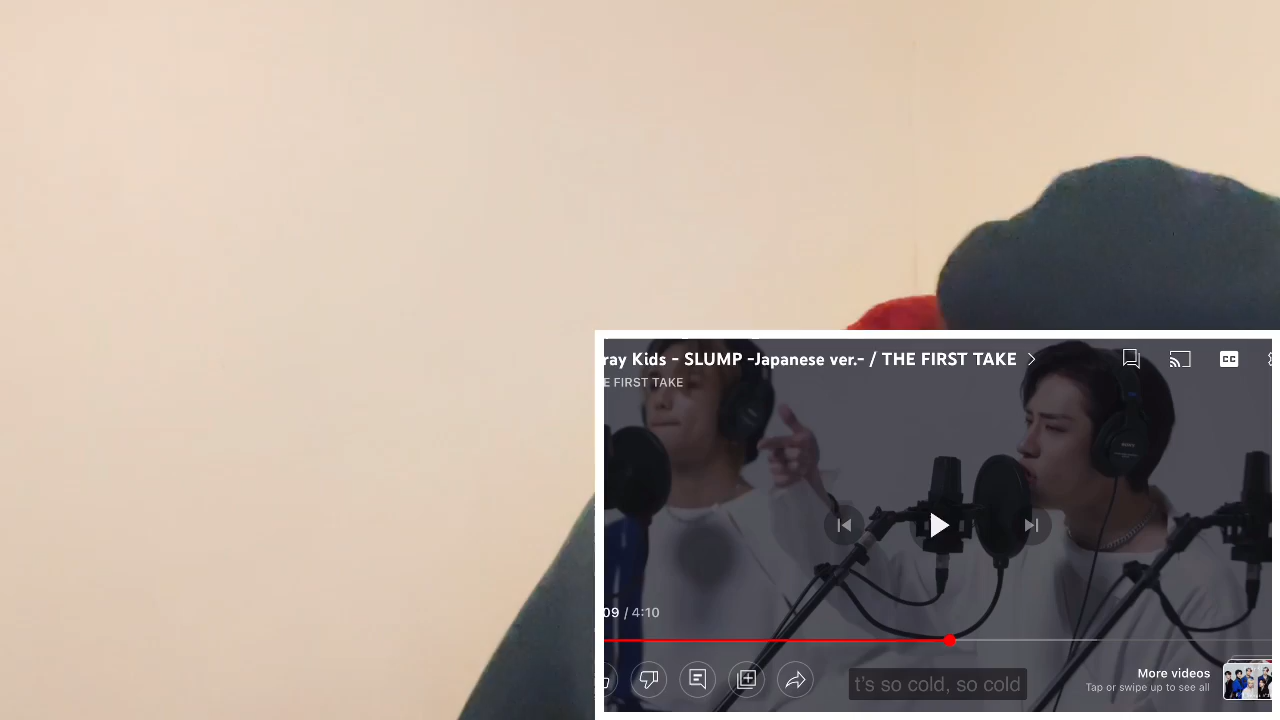 ray Kids - SLUMP -Japanese ver.- / THE FIRST TAKE
E FIRST TAKE
CC
09 / 4:10
t's so cold, so cold
More videos
Tap or swipe up to see all